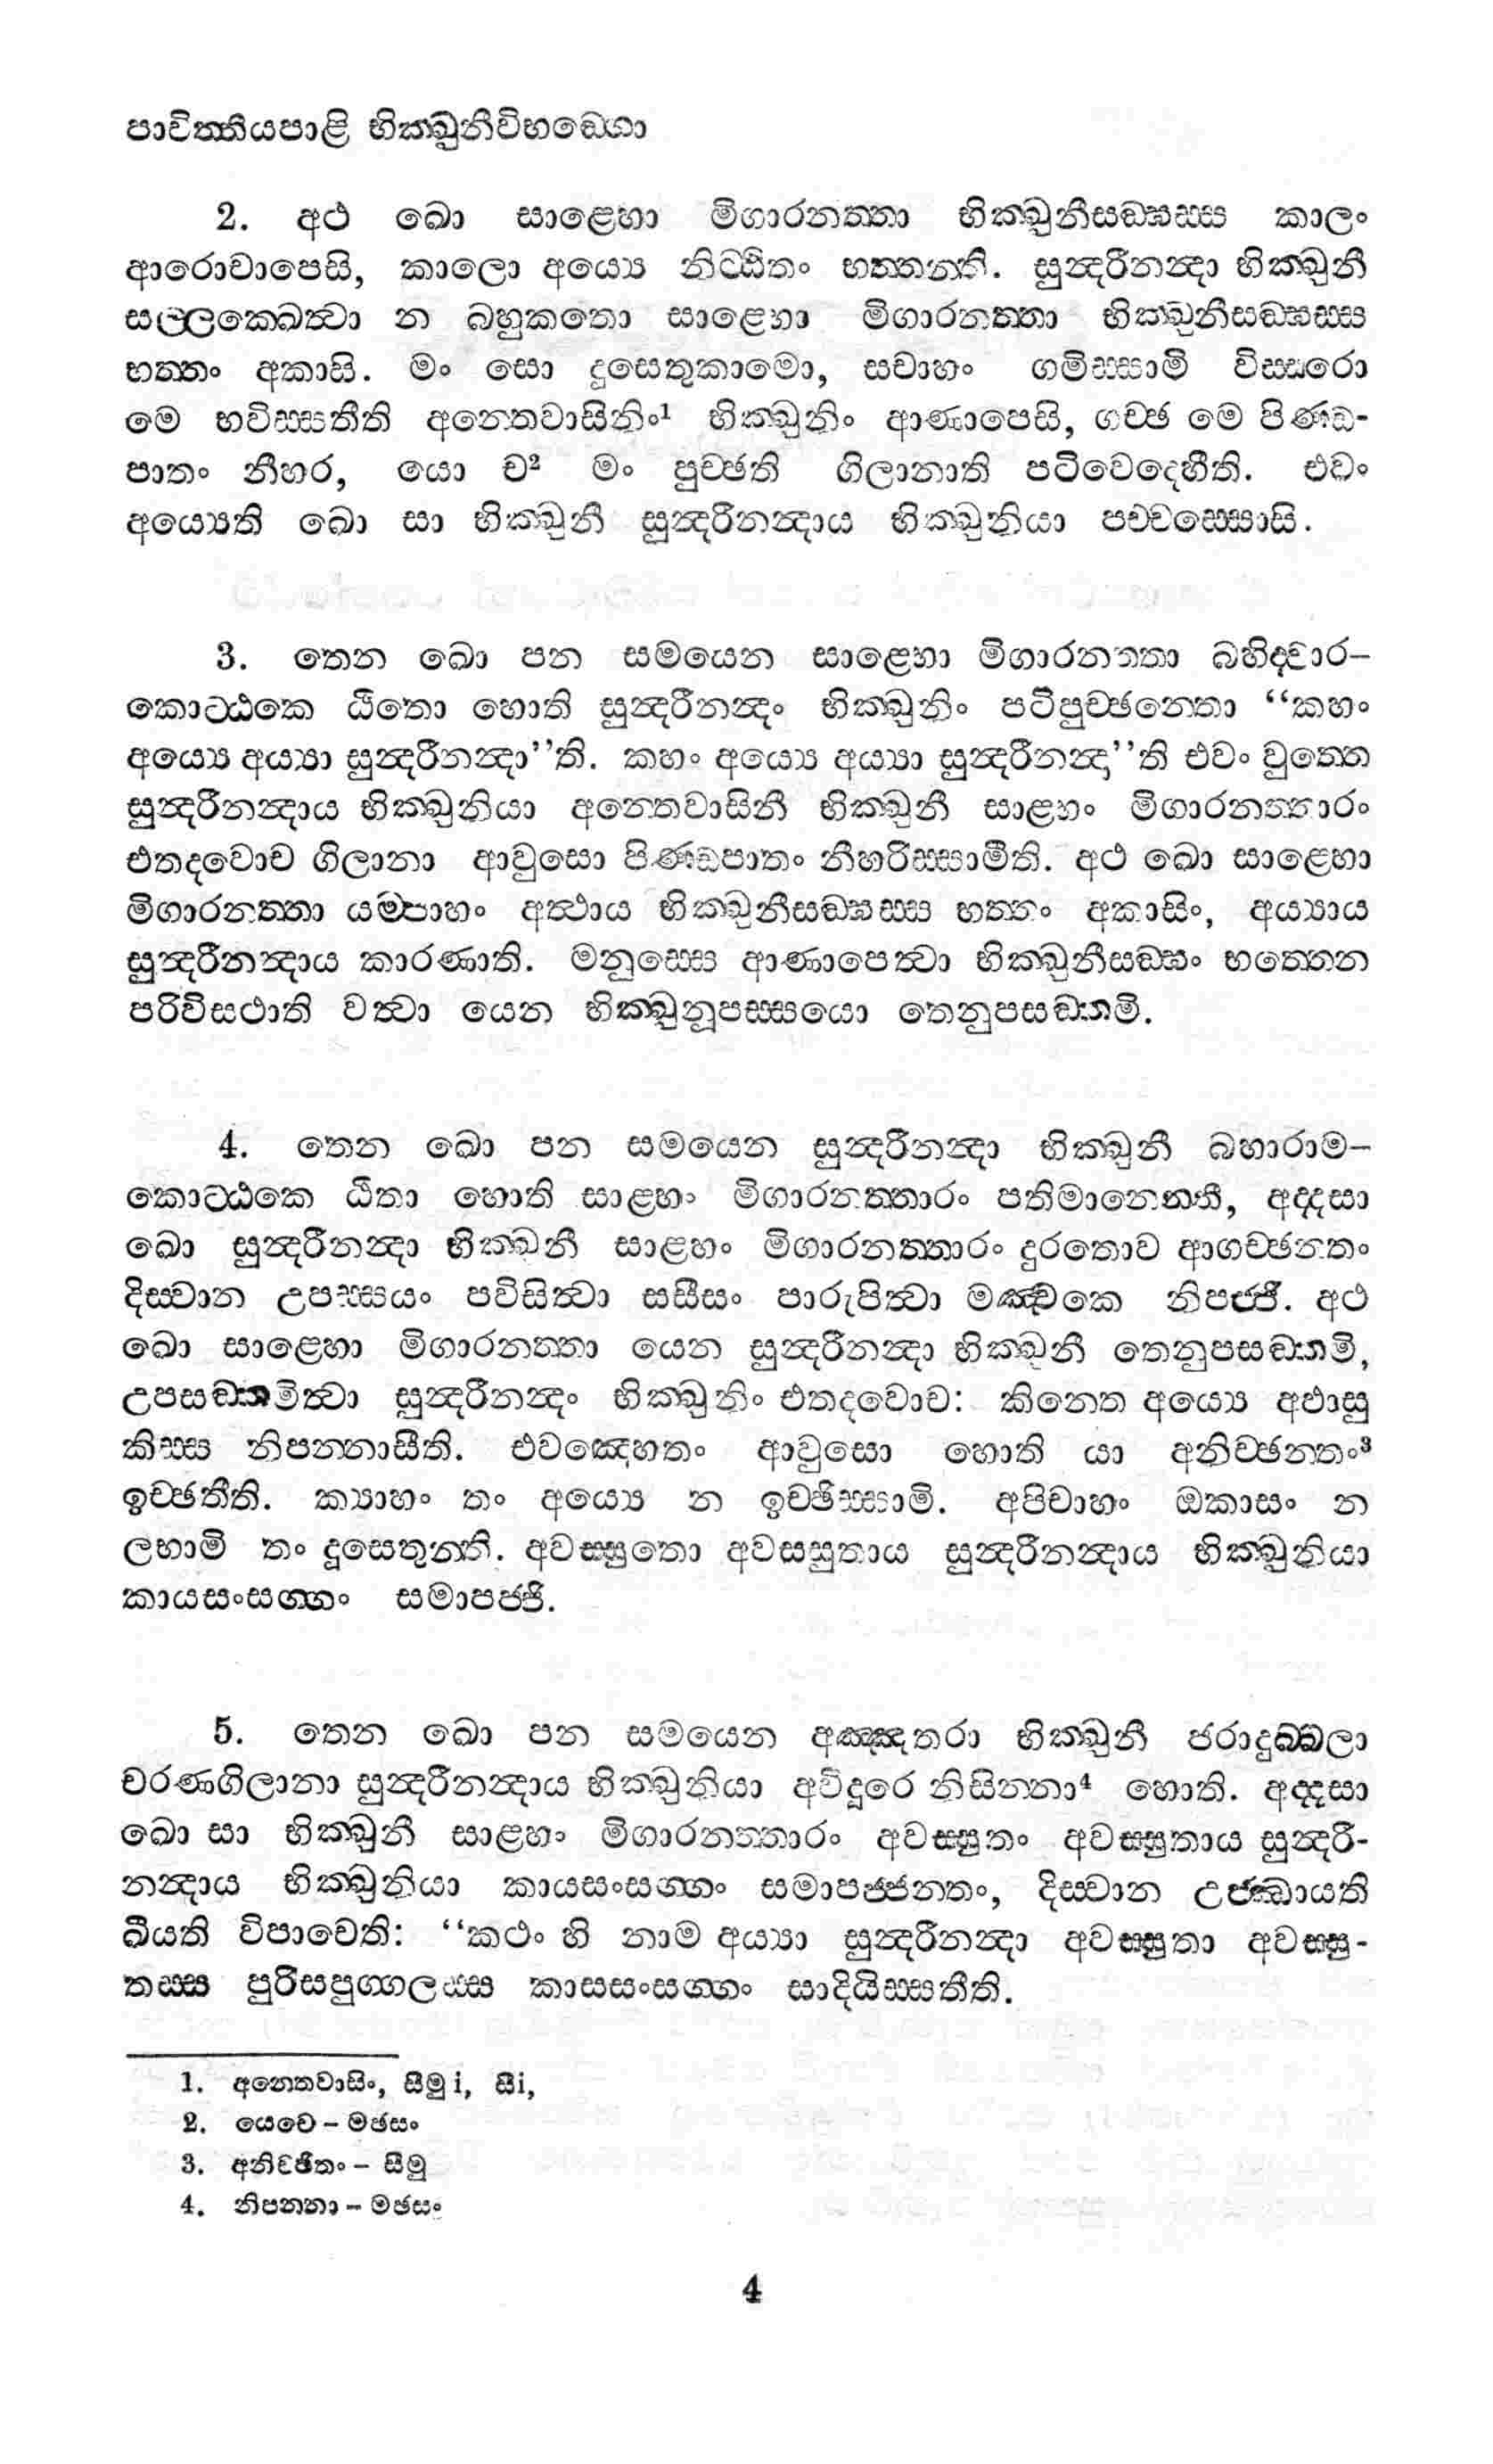 පාචිත්තියපාළි භික්ඛුනීවිභඞ්ගො
2. අථ ඛො සාළ්හො මිගාරනත්තා භික්ඛුනීසඞ්ඝස්ස කාලං
ආරොචාපෙසි, කාලො අය්‍යෙ නිට්ඨිතං භත්තන්ති. සුන්දරීනන්දා භික්ඛුනී
සල්ලක්ඛෙත්වා න බහුකතො සාළ්හො මිගාරනත්තා භික්ඛුනීසඞ්ඝස්ස
භත්තං අකාසි. මං සො දූසෙතුකාමො, සචාහං ගමිස්සාමි විස්සරො
මෙ භවිස්සතීති අන්තෙවාසිනිං¹ භික්ඛුනිං ආණාපෙසි, ගච්ඡ මෙ පිණ්ඩ-
පාතං නීහර, යො ච² මං පුච්ඡති ගිලානාති පටිවෙදෙහීති. එවං
අය්‍යෙති ඛො සා භික්ඛුනී සුන්දරීනන්දාය භික්ඛුනියා පච්චස්සොසි.
3. තෙන ඛො පන සමයෙන සාළ්හො මිගාරනත්තා බහිද්වාර–
කොට්ඨකෙ ඨිතො හොති සුන්දරීනන්දං භික්ඛුනිං පටිපුච්ඡන්තො “කහං
අය්‍යෙ අය්‍යා සුන්දරීනන්දා”ති. කහං අය්‍යෙ අය්‍යා සුන්දරීනන්දා”ති එවං වුත්තෙ
සුන්දරීනන්දාය භික්ඛුනියා අන්තෙවාසිනී භික්ඛුනී සාළ්හං මිගාරනත්තාරං
එතදවොච ගිලානා ආවුසො පිණ්ඩපාතං නීහරිස්සාමීති. අථ ඛො සාළ්හො
මිගාරනත්තා යම්පාහං අත්ථාය භික්ඛුනීසඞ්ඝස්ස භත්තං අකාසිං, අය්‍යාය
සුන්දරීනන්දාය කාරණාති. මනුස්සෙ ආණාපෙත්වා භික්ඛුනීසඞ්ඝං භත්තෙන
පරිවිසථාති වත්වා යෙන භික්ඛුනූපස්සයො තෙනුපසඞ්කමි.
4. තෙන ඛො පන සමයෙන සුන්දරීනන්දා භික්ඛුනී බහාරාම–
කොට්ඨකෙ ඨිතා හොති සාළ්හං මිගාරනත්තාරං පතිමානෙන්තී, අද්දසා
ඛො සුන්දරීනන්දා භික්ඛනී සාළ්හං මිගාරනත්තාරං දුරතොව ආගච්ඡන්තං
දිස්වාන උපස්සයං පවිසිත්වා සසීසං පාරුපිත්වා මඤ්චකෙ නිපජ්ජි. අථ
ඛො සාළ්හො මිගාරනත්තා යෙන සුන්දරීනන්දා භික්ඛුනී තෙනුපසඞ්කමි,
උපසඞ්කමිත්වා සුන්දරීනන්දං භික්ඛුනිං එතදවොච: කින්තෙ අය්‍යෙ අඵාසු
කිස්ස නිපන්නාසීති. එවඤ්හෙතං ආවුසො හොති යා අනිච්ඡන්තං³
ඉච්ඡතීති. ක්‍යාහං තං අය්‍යෙ න ඉච්ඡිස්සාමි. අපිචාහං ඔකාසං න
ලභාමි තං දූසෙතුන්ති. අවස්සුතො අවස්සුතාය සුන්දරීනන්දාය භික්ඛුනියා
කායසංසග්ගං සමාපජ්ජි.
5. තෙන ඛො පන සමයෙන අඤ්ඤතරා භික්ඛුනී ජරාදුබ්බලා
චරණගිලානා සුන්දරීනන්දාය භික්ඛුනියා අවිදූරෙ නිසින්නා⁴ හොති. අද්දසා
ඛො සා භික්ඛුනී සාළ්හං මිගාරනත්තාරං අවස්සුතං අවස්සුතාය සුන්දරී-
නන්දාය භික්ඛුනියා කායසංසග්ගං සමාපජ්ජන්තං, දිස්වාන උජ්ඣායති
ඛීයති විපාචෙති: “කථං හි නාම අය්‍යා සුන්දරීනන්දා අවස්සුතා අවස්සු-
තස්ස පුරිසපුග්ගලස්ස කාසසංසග්ගං සාදියිස්සතීති.
1. අන්තෙවාසිං, සීමු i, සී i,
2. යෙචෙ – මඡසං
3. අනිච්ඡිතං – සීමු
4. නිපන්නා – මඡසං
4